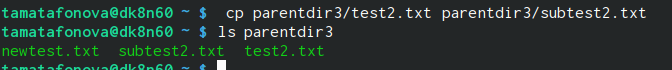 tamatafonova@dk8n60 ~ $  cp parentdir3/test2.txt parentdir3/subtest2.txt
tamatafonova@dk8n60 ~ $ ls parentdir3
newtest.txt  subtest2.txt  test2.txt
tamatafonova@dk8n60 ~ $